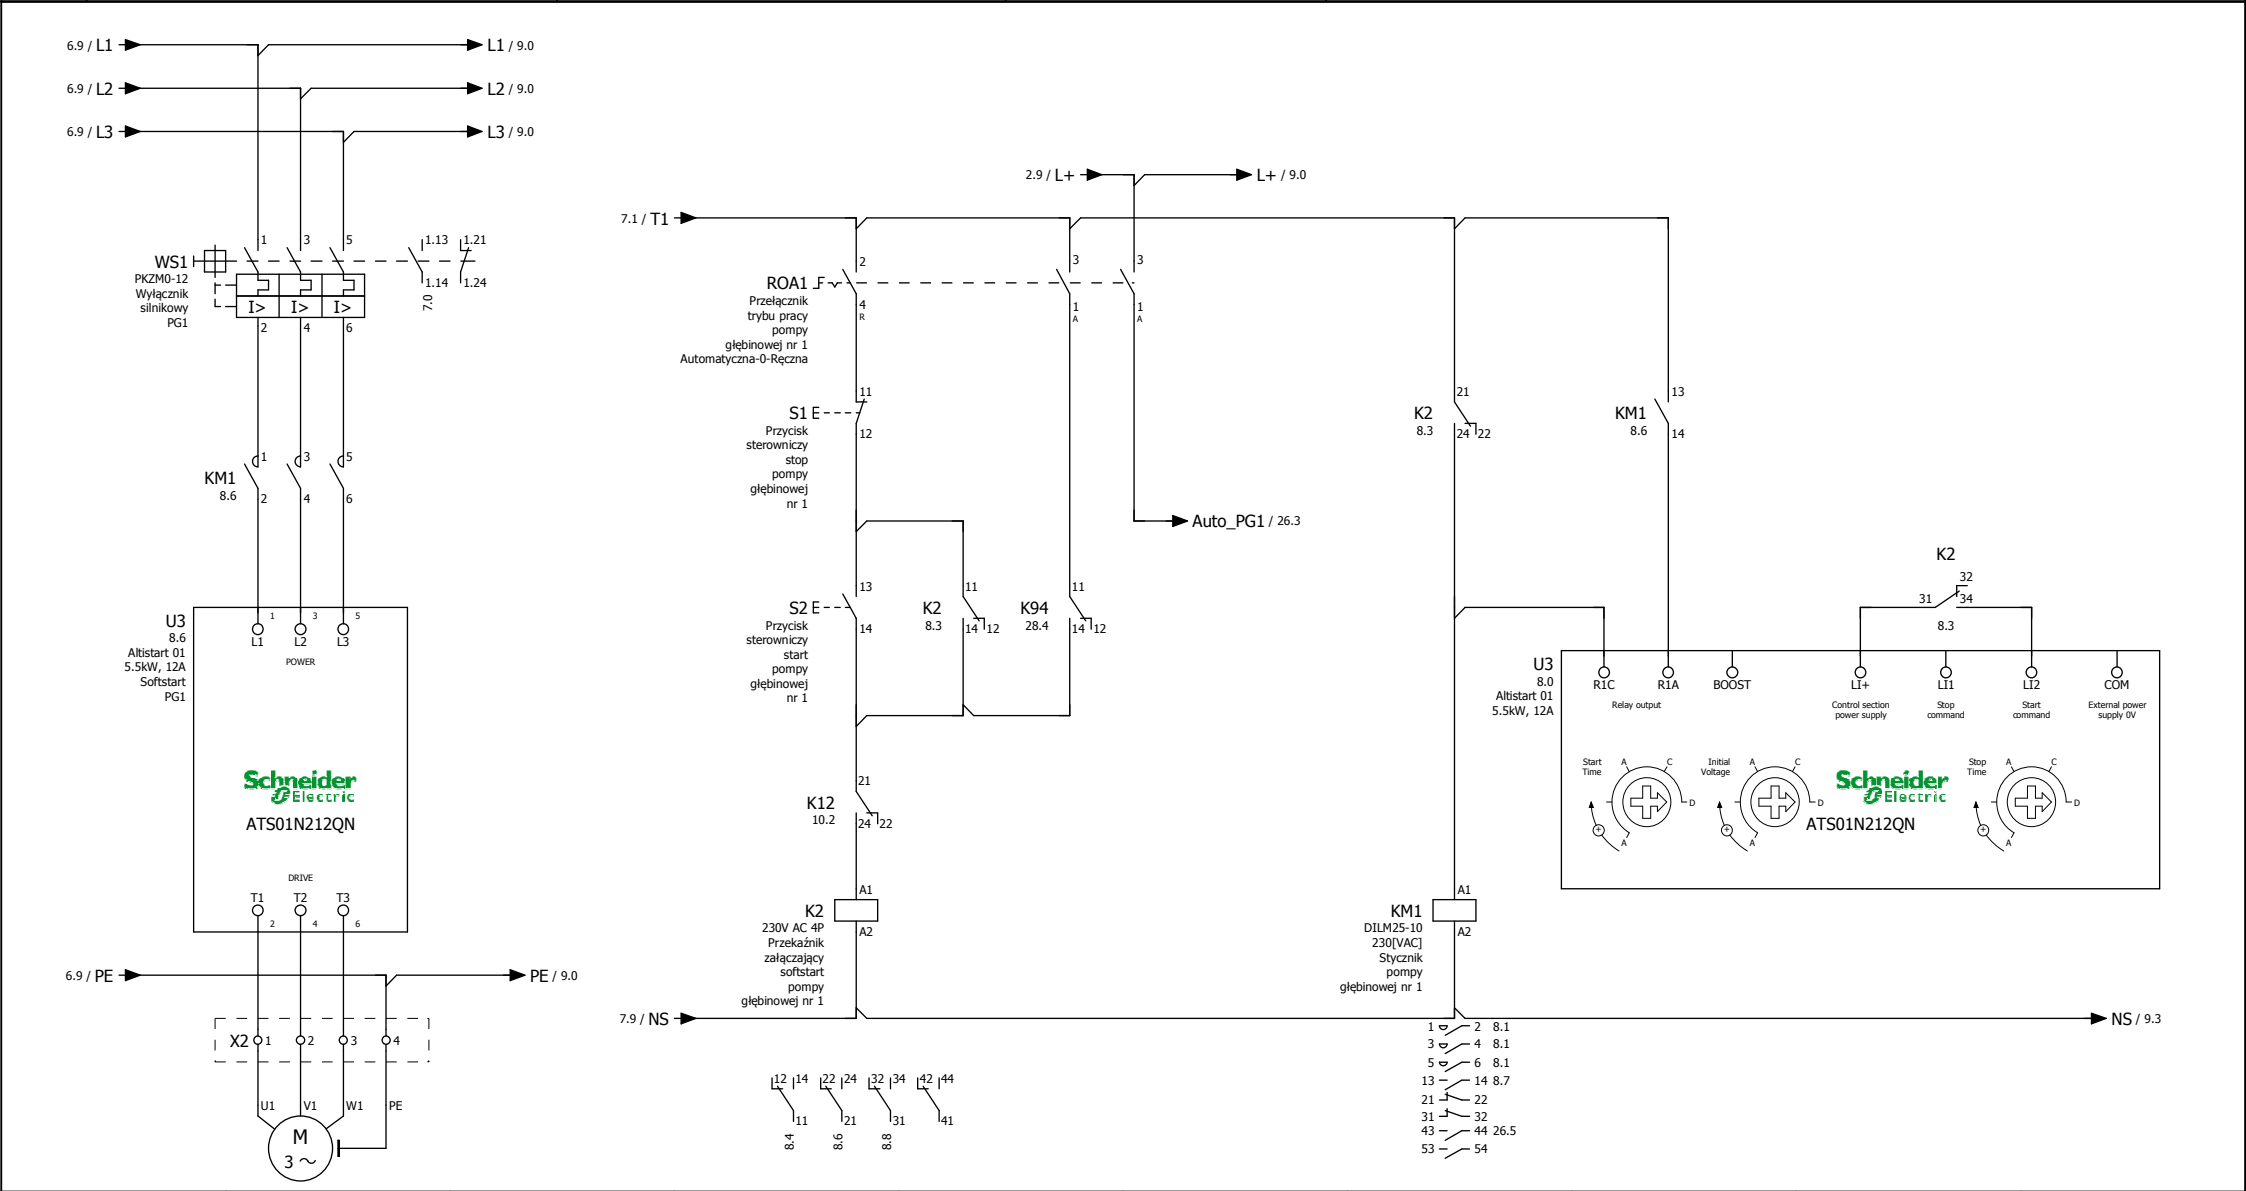 6.9 / L1
L1 / 9.0
6.9 / L2
L2 / 9.0
6.9 / L3
L3 / 9.0
1
3
5
1.13
1.21
WS1
PKZM0-12
Wyłącznik
silnikowy
PG1
1.14
1.24
7.0
I>
I>
I>
2
4
6
KM1
8.6
1
3
5
2
4
6
U3
8.6
Altistart 01
5.5kW, 12A
Softstart
PG1
1
3
5
L1
L2
L3
POWER
Schneider
Electric
ATS01N212QN
DRIVE
T1
T2
T3
2
4
6
6.9 / PE
PE / 9.0
X2
1
2
3
4
U1
V1
W1
PE
M
3 ~
2.9 / L+
L+ / 9.0
7.1 / T1
2
3
3
ROA1
Przełącznik
trybu pracy
pompy
głębinowej nr 1
Automatyczna-0-Ręczna
4
R
1
A
1
A
11
S1 E
Przycisk
sterowniczy
stop
pompy
głębinowej
nr 1
12
Auto_PG1 / 26.3
13
S2 E
Przycisk
sterowniczy
start
pompy
głębinowej
nr 1
14
11
K2
8.3
14
12
11
K94
28.4
14
12
21
K12
10.2
24
22
A1
K2
230V AC 4P
Przekaźnik
załączający
softstart
pompy
głębinowej nr 1
A2
7.9 / NS
NS / 9.3
12 14
22 24
32 34
42 44
11
21
31
41
8.4
8.6
8.8
21
K2
8.3
24
22
13
KM1
8.6
14
A1
KM1
DILM25-10
230[VAC]
Stycznik
pompy
głębinowej nr 1
A2
1 2 8.1
3 4 8.1
5 6 8.1
13 14 8.7
21 22
31 32
43 44 26.5
53 54
K2
32
31
34
8.3
U3
8.0
Altistart 01
5.5kW, 12A
R1C
R1A
BOOST
LI+
LI1
LI2
COM
Relay output
Control section
power supply
Stop
command
Start
command
External power
supply 0V
Start
Time
A
C
D
A
Initial
Voltage
A
C
D
A
Schneider
Electric
ATS01N212QN
Stop
Time
A
C
D
A